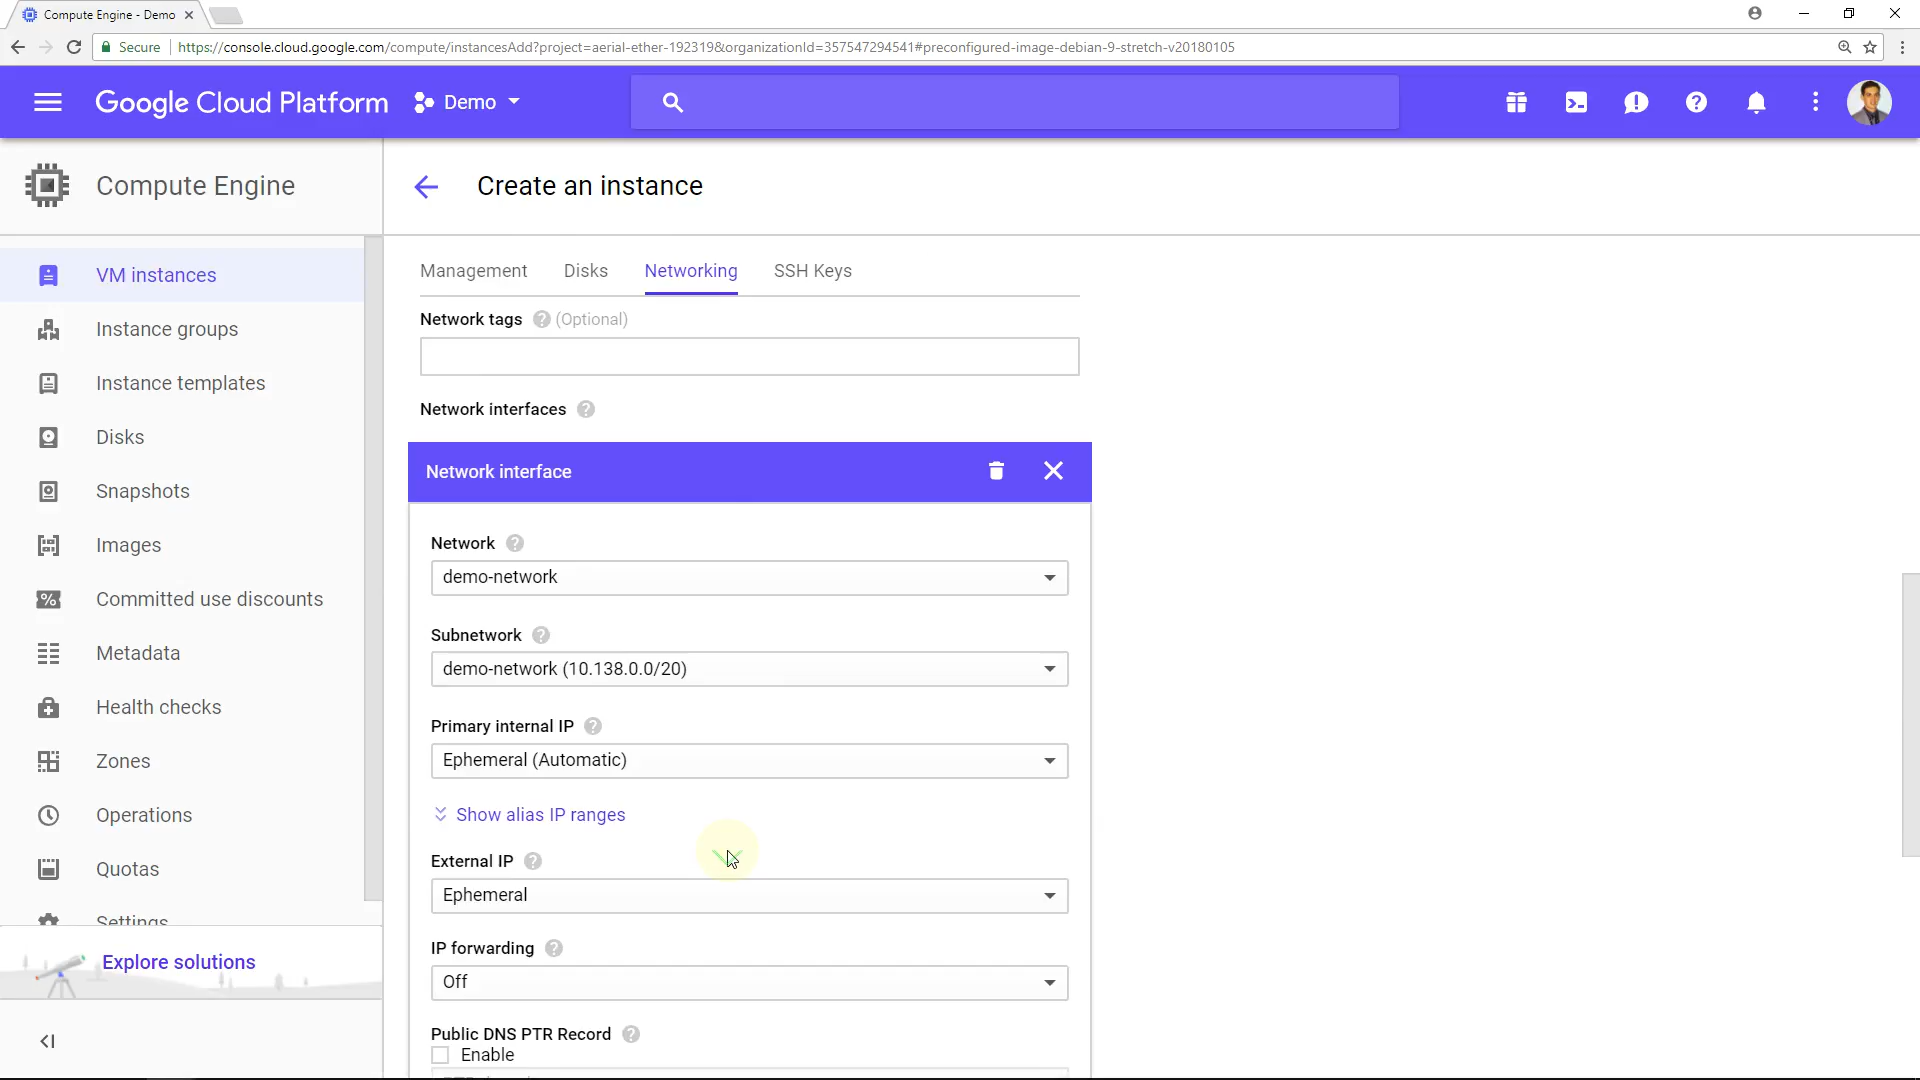 Compute Engine - Demo
Secure
https://console.cloud.google.com/compute/instancesAdd?project=aerial-ether-192319&organizationId=357547294541#preconfigured-image-debian-9-stretch-v20180105
Google Cloud Platform
Demo
Compute Engine
Create an instance
VM instances
Instance groups
Instance templates
Disks
Snapshots
Images
Committed use discounts
Metadata
Health checks
Zones
Operations
Quotas
Settings
Explore solutions
Management
Disks
Networking
SSH Keys
Network tags
(Optional)
Network interfaces
Network interface
Network
demo-network
Subnetwork
demo-network (10.138.0.0/20)
Primary internal IP
Ephemeral (Automatic)
Show alias IP ranges
External IP
Ephemeral
IP forwarding
Off
Public DNS PTR Record
Enable